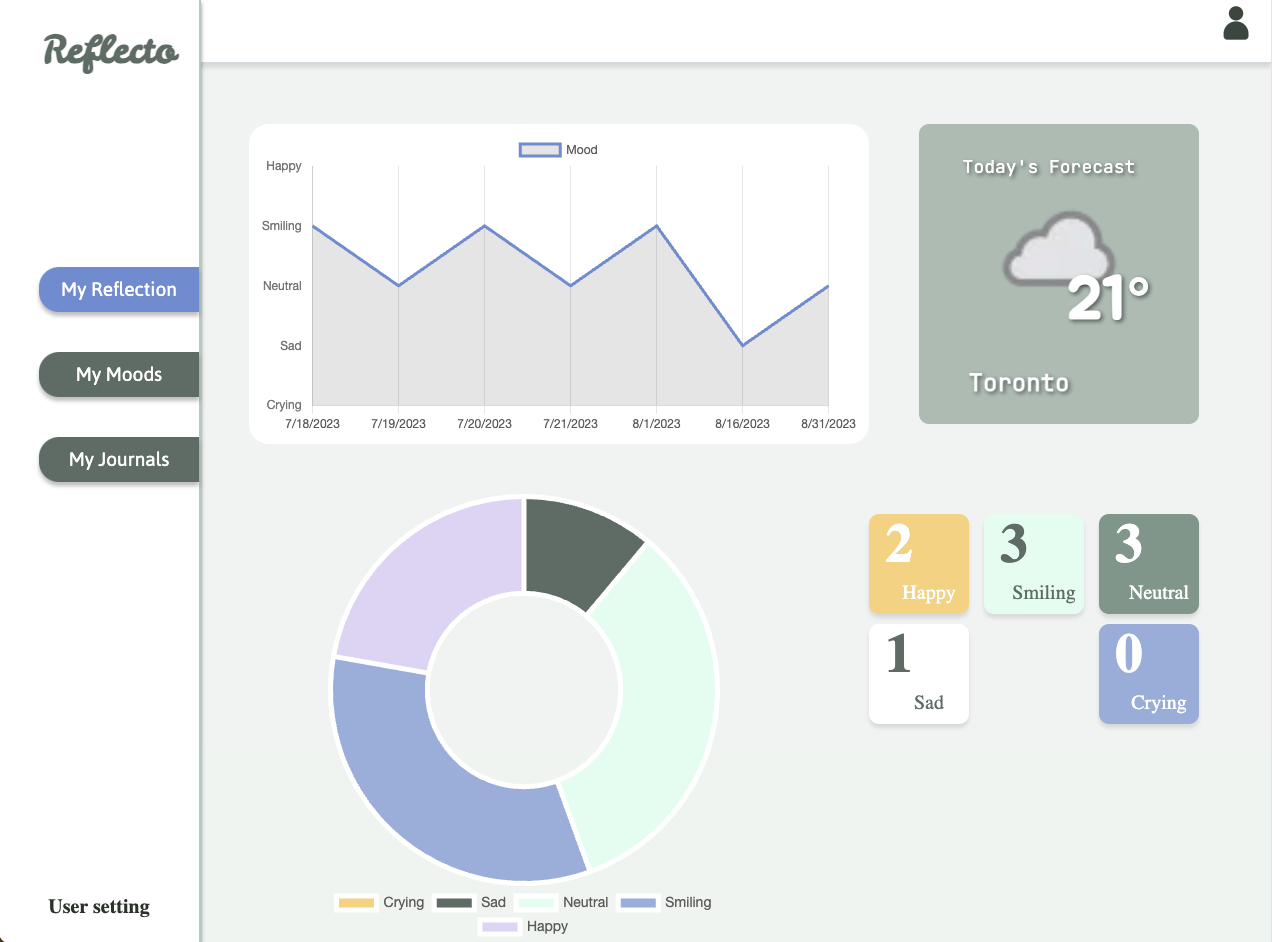 Reflecto
My Reflection
My Moods
My Journals
User setting
Mood
Happy
Smiling
Neutral
Sad
Crying
7/18/2023 7/19/2023 7/20/2023 7/21/2023 8/1/2023 8/16/2023 8/31/2023
Today's Forecast
21°
Toronto
Crying Sad Neutral Smiling
Happy
2 3 3
Happy Smiling Neutral
1 0
Sad Crying